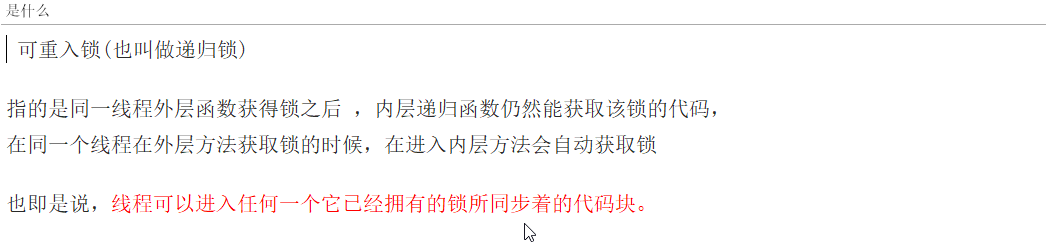 是什么
可重入锁(也叫做递归锁)
指的是同一线程外层函数获得锁之后 ，内层递归函数仍然能获取该锁的代码，
在同一个线程在外层方法获取锁的时候，在进入内层方法会自动获取锁
也即是说，线程可以进入任何一个它已经拥有的锁所同步着的代码块。